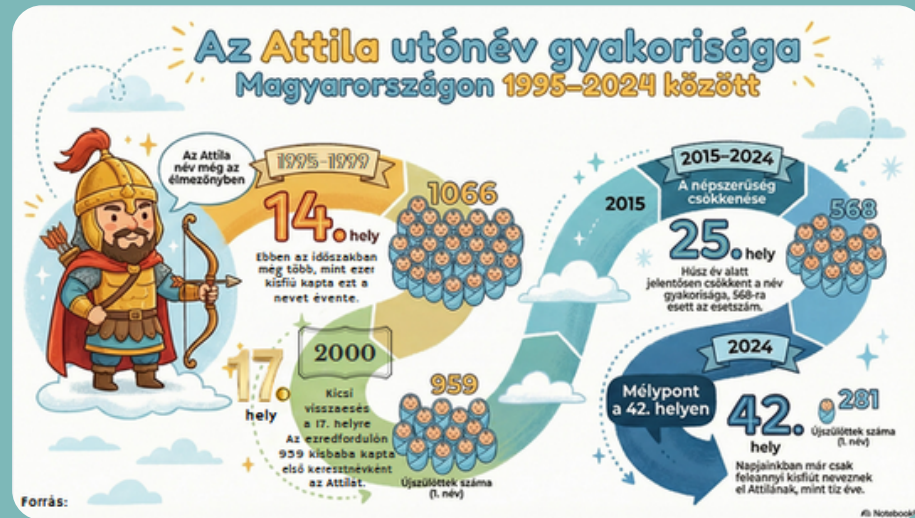 Az Attila utónév gyakorisága
Magyarországon 1995–2024 között
Az Attila
név még az
élmezőnyben
1995-1999
14. hely
Ebben az időszakban
még több, mint ezer
kisfiú kapta ezt a
nevet évente.
1066
17.
hely
2000
Kicsi
visszaesés
a 17. helyre
Az ezredfordulón
959 kisbaba kapta
első keresztnévként
az Attilát.
959
Újszülöttek száma
(1. név)
2015
2015–2024
A népszerűség
csökkenése
25. hely
Húsz év alatt
jelentősen csökkent a név
gyakorisága, 568-ra
esett az esetszám.
568
2024
Mélypont
a 42. helyen
42.
hely
281
Újszülöttek száma
(1. név)
Napjainkban már csak
feleannyi kisfiút neveznek
el Attilának, mint tíz éve.
Forrás: